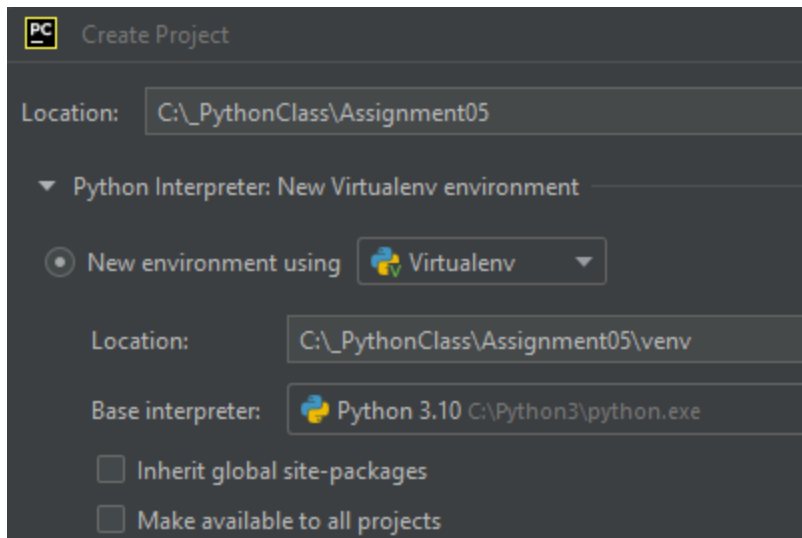 PC Create Project
Location: C:\_PythonClass\Assignment05
Python Interpreter: New Virtualenv environment
New environment using V Virtualenv
Location: C:\_PythonClass\Assignment05\venv
Base interpreter: Python 3.10 C:\Python3\python.exe
Inherit global site-packages
Make available to all projects